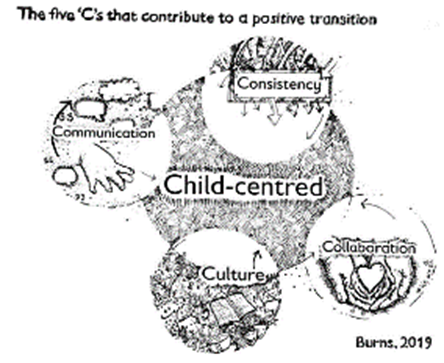 The five 'C's that contribute to a positive transition
Consistency
Communication
Child-centred
Collaboration
Culture
Burns, 2019